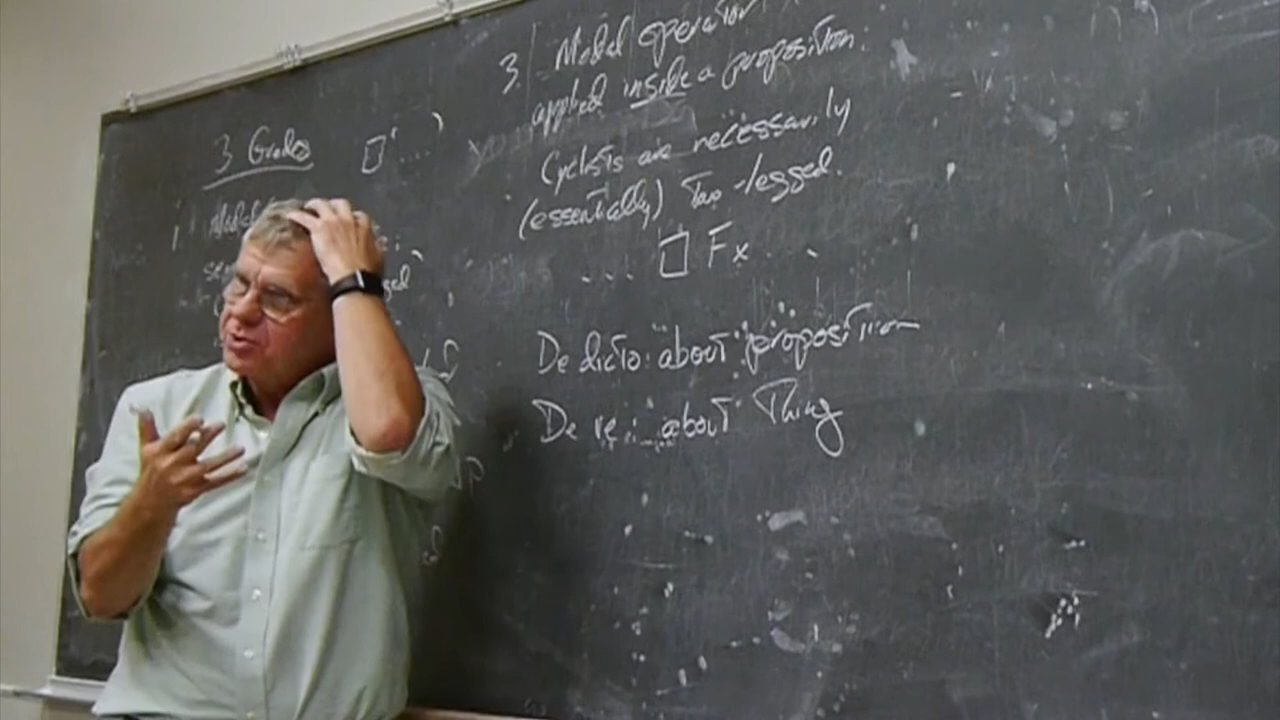 3 Grades □' .... '
3. Modal operator
applied inside a proposition.
Cyclists are necessarily
(essentially) Two-legged.
... □ Fx ..
De dicto: about proposition
De re: about Thing